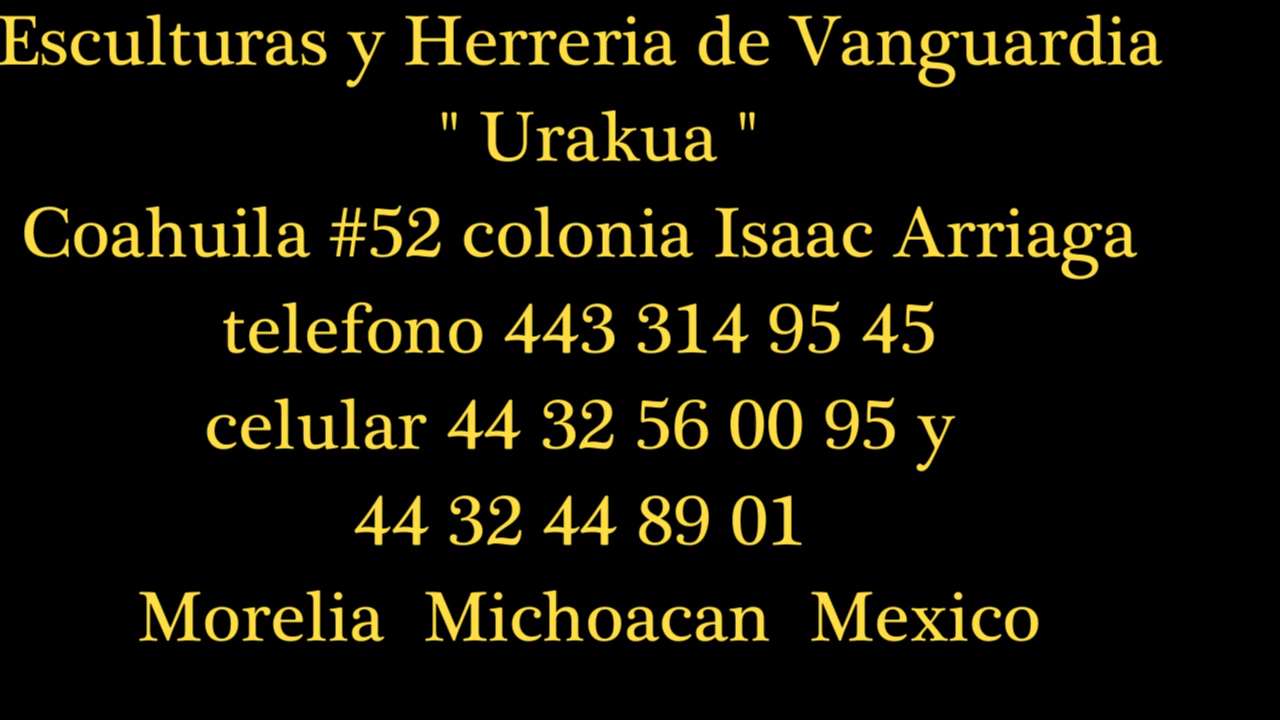 Esculturas y Herreria de Vanguardia
" Urakua "
Coahuila #52 colonia Isaac Arriaga
telefono 443 314 95 45
celular 44 32 56 00 95 y
44 32 44 89 01
Morelia Michoacan Mexico